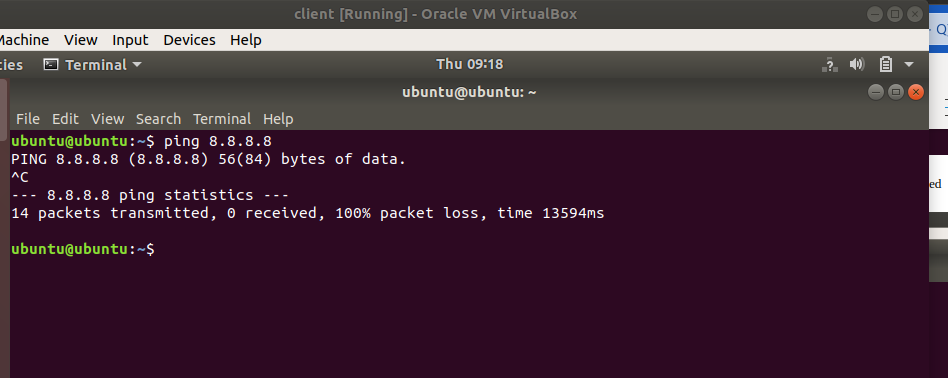 client [Running] - Oracle VM VirtualBox
Machine View Input Devices Help
ties Terminal Thu 09:18
ubuntu@ubuntu: ~
File Edit View Search Terminal Help
ubuntu@ubuntu:~$ ping 8.8.8.8
PING 8.8.8.8 (8.8.8.8) 56(84) bytes of data.
^C
--- 8.8.8.8 ping statistics ---
14 packets transmitted, 0 received, 100% packet loss, time 13594ms
ubuntu@ubuntu:~$
Q
ed